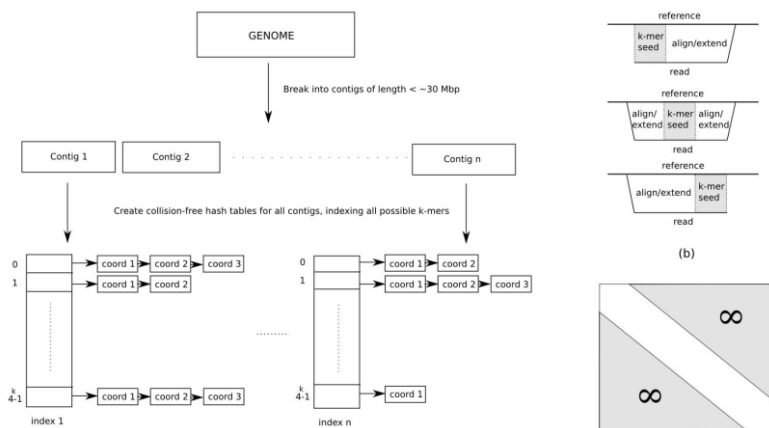 GENOME
Break into contigs of length < ~30 Mbp
Contig 1
Contig 2
Contig n
Create collision-free hash tables for all contigs, indexing all possible k-mers
0
coord 1
coord 2
coord 3
1
coord 1
coord 2
k
4-1
coord 1
coord 2
coord 3
index 1
0
coord 1
coord 2
1
coord 1
coord 2
coord 3
k
4-1
coord 1
index n
reference
k-mer
seed
align/extend
read
reference
align/
extend
k-mer
seed
align/
extend
read
reference
align/extend
k-mer
seed
read
(b)
∞
∞